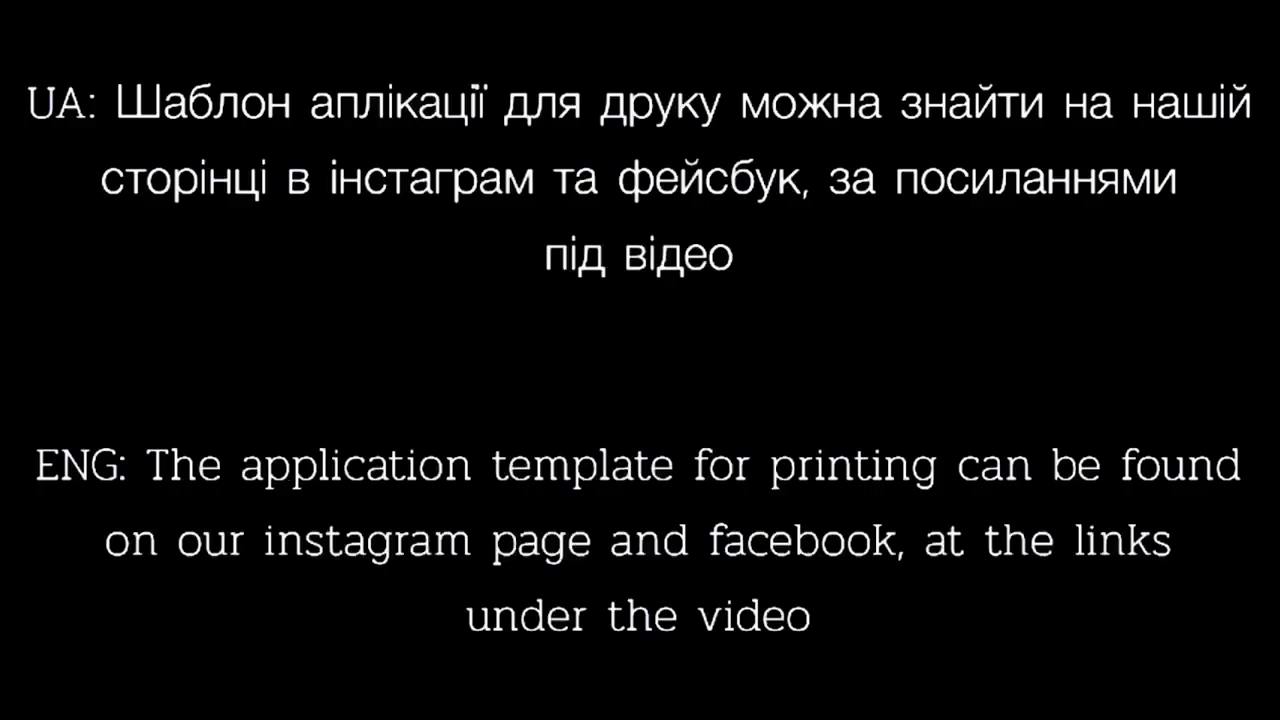 UA: Шаблон аплікації для друку можна знайти на нашій
сторінці в інстаграм та фейсбук, за посиланнями
під відео
ENG: The application template for printing can be found
on our instagram page and facebook, at the links
under the video